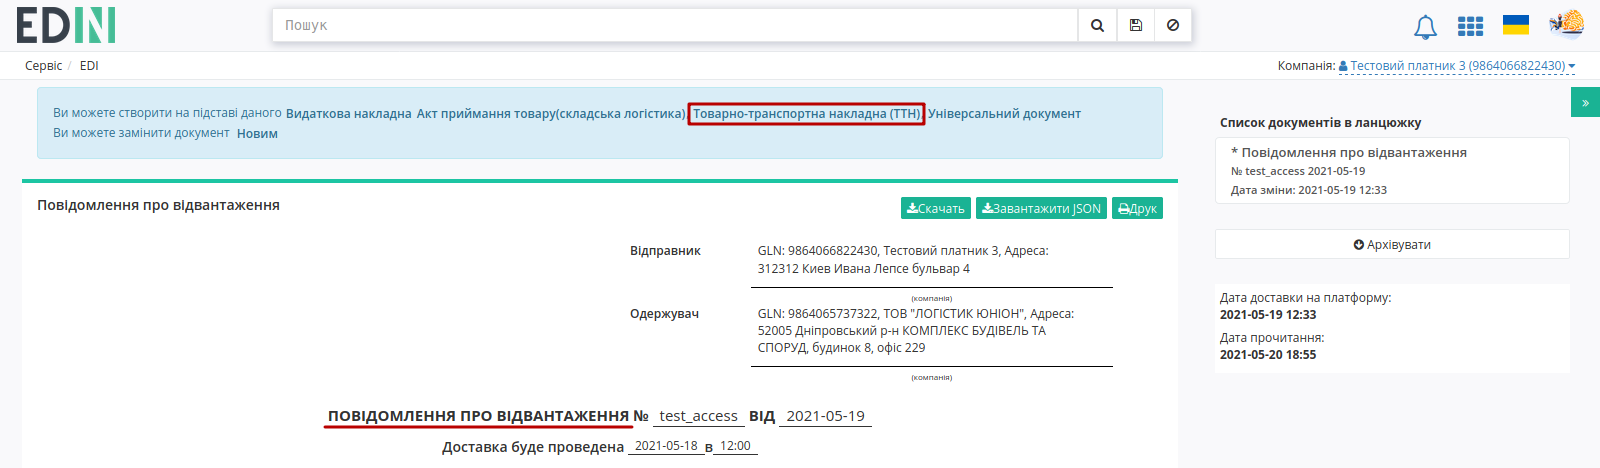 EDIN
Пошук
Сервіс / EDI
Компанія: Тестовий платник 3 (9864066822430)
Ви можете створити на підставі даного Видаткова накладна Акт приймання товару(складська логістика), Товарно-транспортна накладна (ТТН), Універсальний документ
Ви можете замінити документ Новим
»
Повідомлення про відвантаження
Скачать
Завантажити JSON
Друк
Відправник
GLN: 9864066822430, Тестовий платник 3, Адреса:
312312 Киев Ивана Лепсе бульвар 4
(компанія)
Одержувач
GLN: 9864065737322, ТОВ "ЛОГІСТИК ЮНІОН", Адреса:
52005 Дніпровський р-н КОМПЛЕКС БУДІВЕЛЬ ТА
СПОРУД, будинок 8, офіс 229
(компанія)
ПОВІДОМЛЕННЯ ПРО ВІДВАНТАЖЕННЯ № test_access ВІД 2021-05-19
Доставка буде проведена 2021-05-18 в 12:00
Список документів в ланцюжку
* Повідомлення про відвантаження
№ test_access 2021-05-19
Дата зміни: 2021-05-19 12:33
Архівувати
Дата доставки на платформу:
2021-05-19 12:33
Дата прочитання:
2021-05-20 18:55